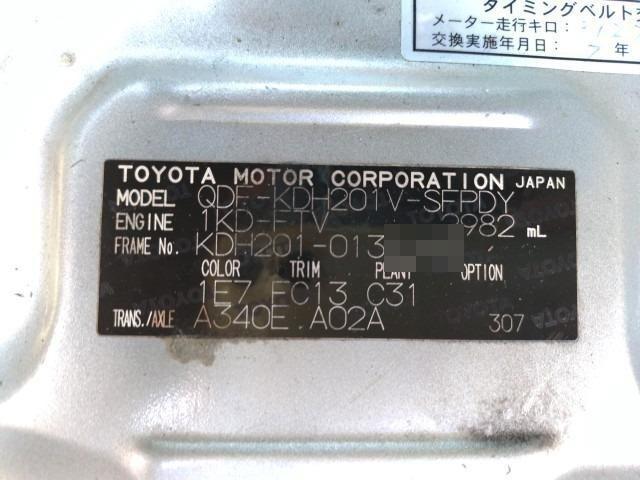 タイミングベルト交
メーター走行キロ:
交換実施年月日: 7 年
TOYOTA MOTOR CORPORATION JAPAN
MODEL QDF-KDH201V-SFPDY
ENGINE 1KD-FTV 2982 mL
FRAME No. KDH201-013
COLOR TRIM PLANT OPTION
1E7 FC13 C31
TRANS./AXLE A340E A02A 307